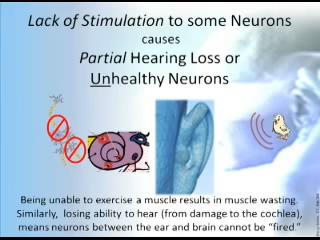 Lack of Stimulation to some Neurons
causes
Partial Hearing Loss or
Unhealthy Neurons
Being unable to exercise a muscle results in muscle wasting.
Similarly, losing ability to hear (from damage to the cochlea),
means neurons between the ear and brain cannot be “fired.”